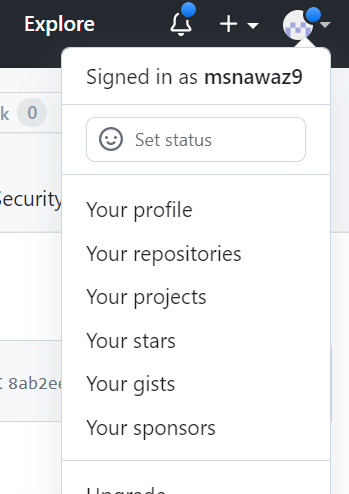 Explore
Signed in as msnawaz9
k 0
Set status
Security
Your profile
Your repositories
Your projects
Your stars
8ab2ee
Your gists
Your sponsors
Upgrade